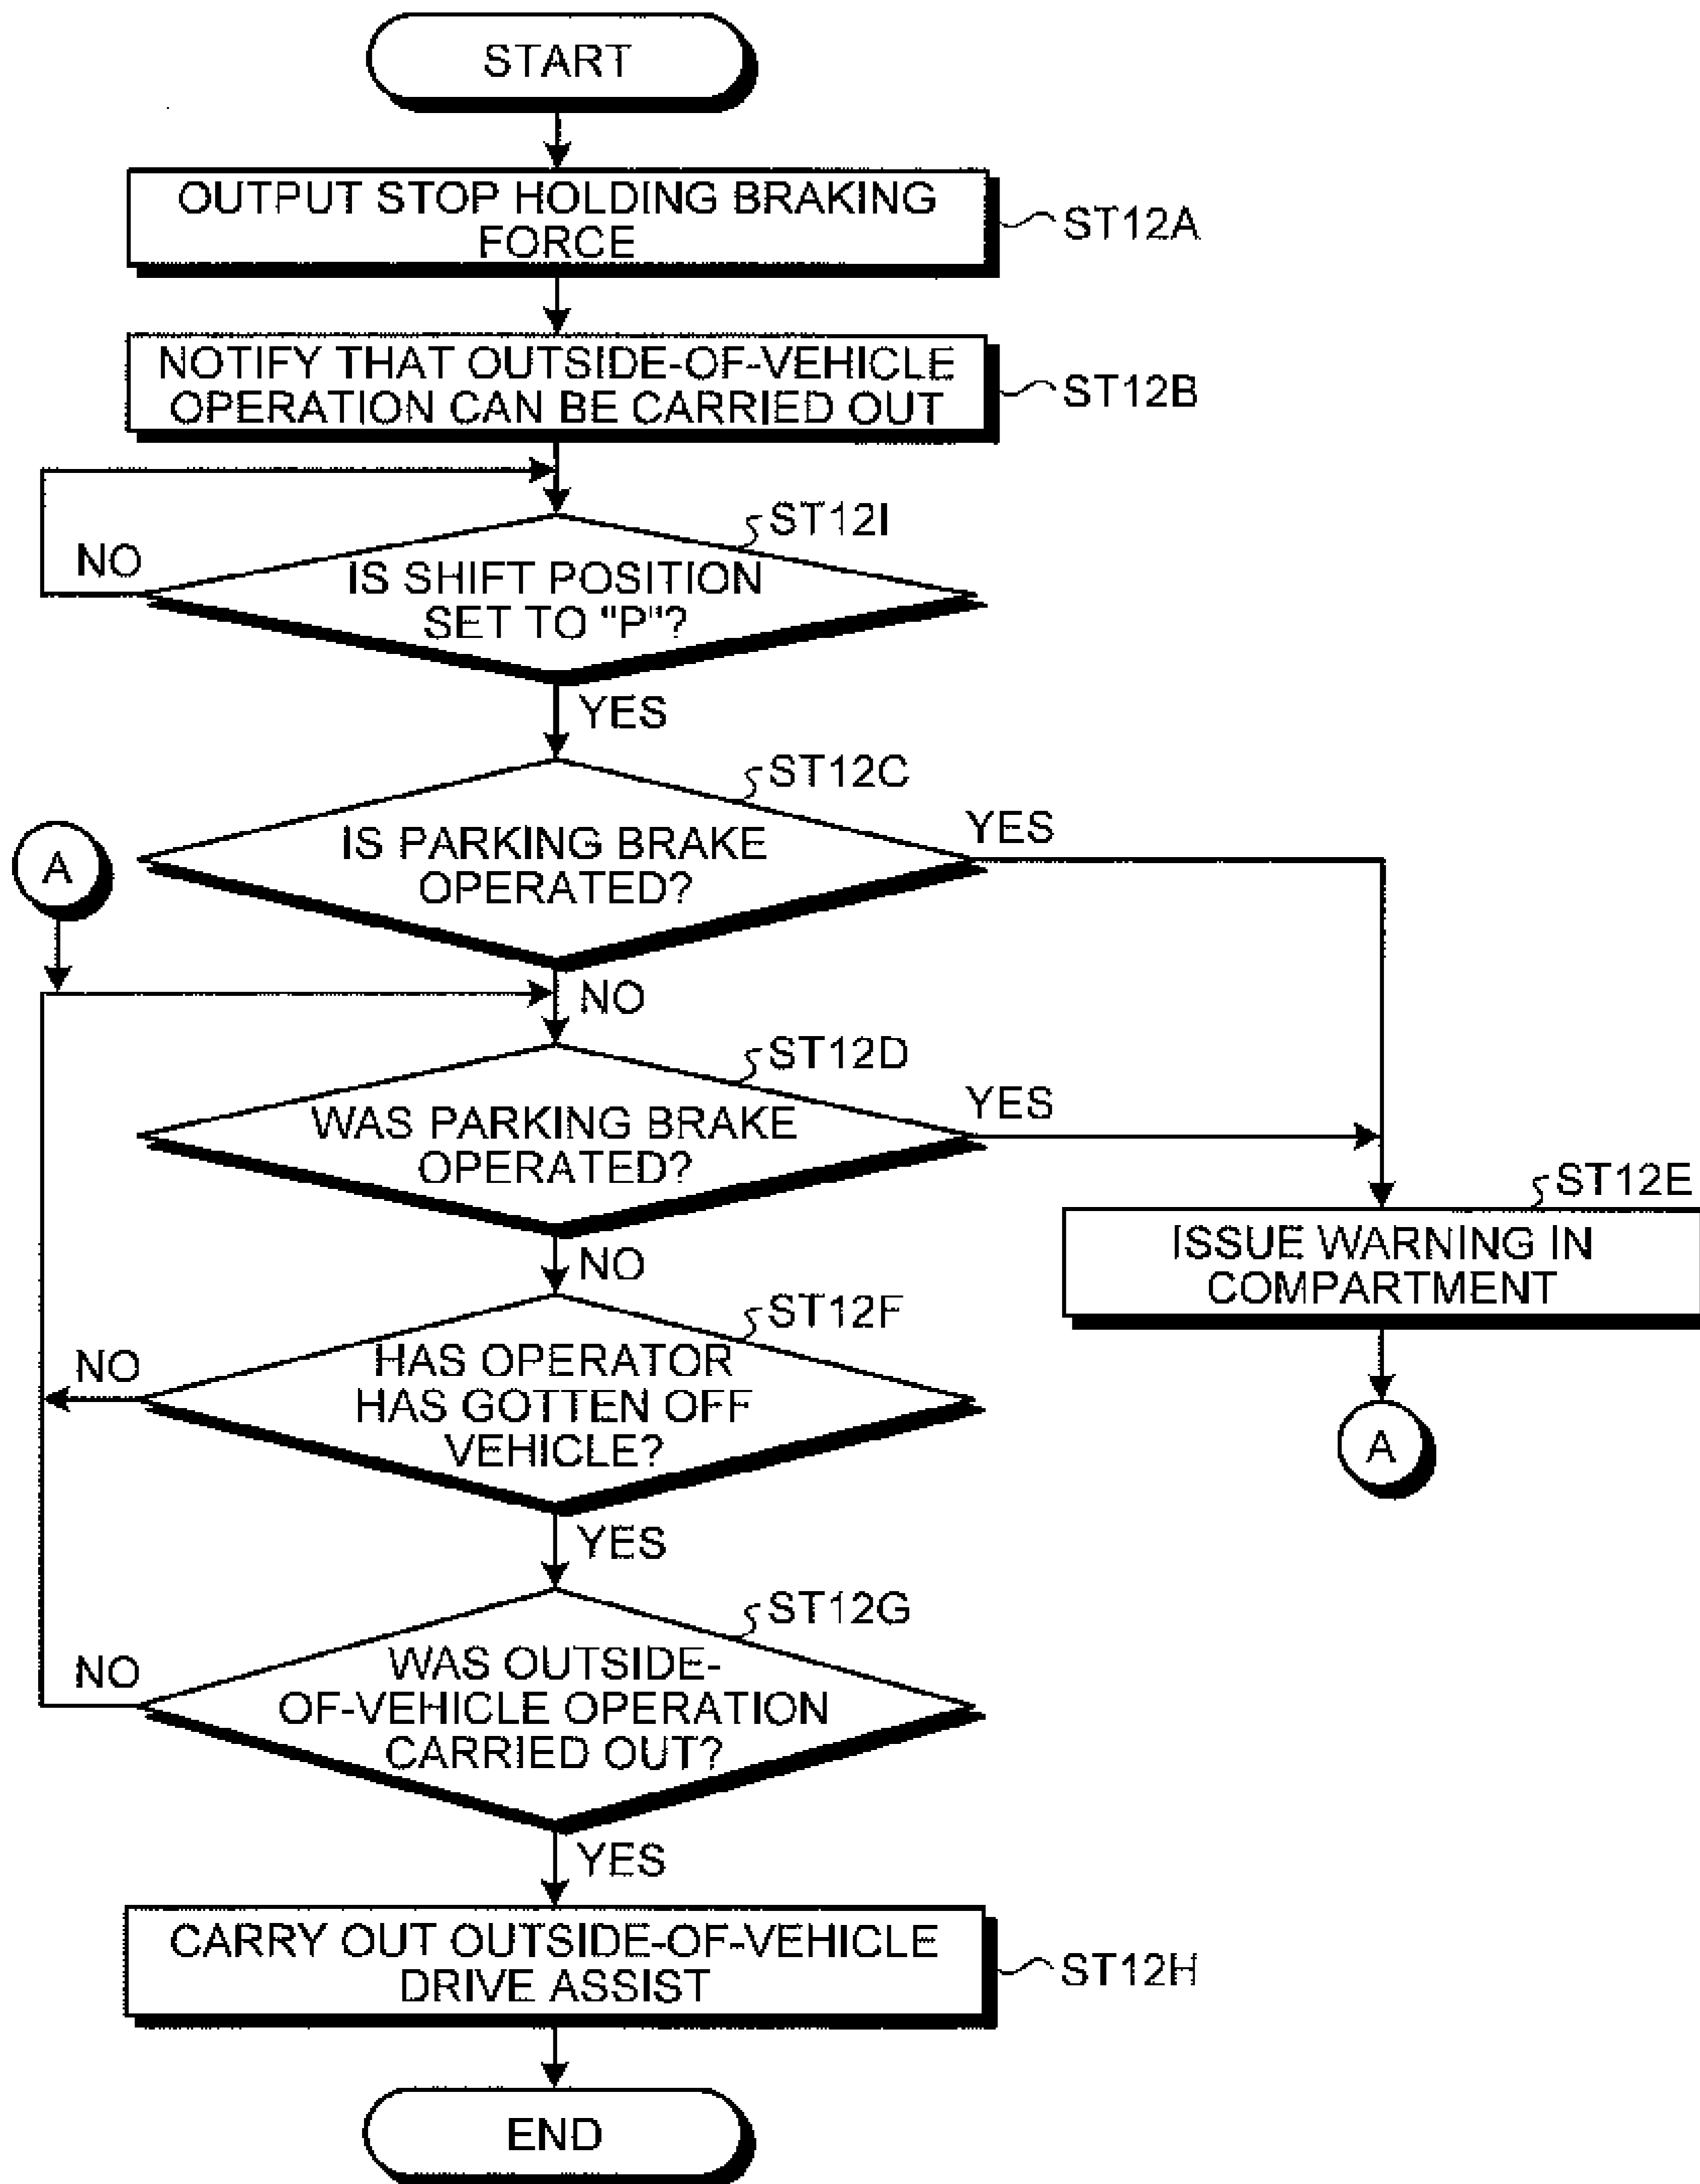 START
OUTPUT STOP HOLDING BRAKING
FORCE
ST12A
NOTIFY THAT OUTSIDE-OF-VEHICLE
OPERATION CAN BE CARRIED OUT
ST12B
ST12I
NO
IS SHIFT POSITION
SET TO "P"?
YES
ST12C
A
IS PARKING BRAKE
OPERATED?
YES
NO
ST12D
WAS PARKING BRAKE
OPERATED?
YES
ST12E
ISSUE WARNING IN
COMPARTMENT
A
NO
ST12F
NO
HAS OPERATOR
HAS GOTTEN OFF
VEHICLE?
YES
ST12G
NO
WAS OUTSIDE-
OF-VEHICLE OPERATION
CARRIED OUT?
YES
CARRY OUT OUTSIDE-OF-VEHICLE
DRIVE ASSIST
ST12H
END